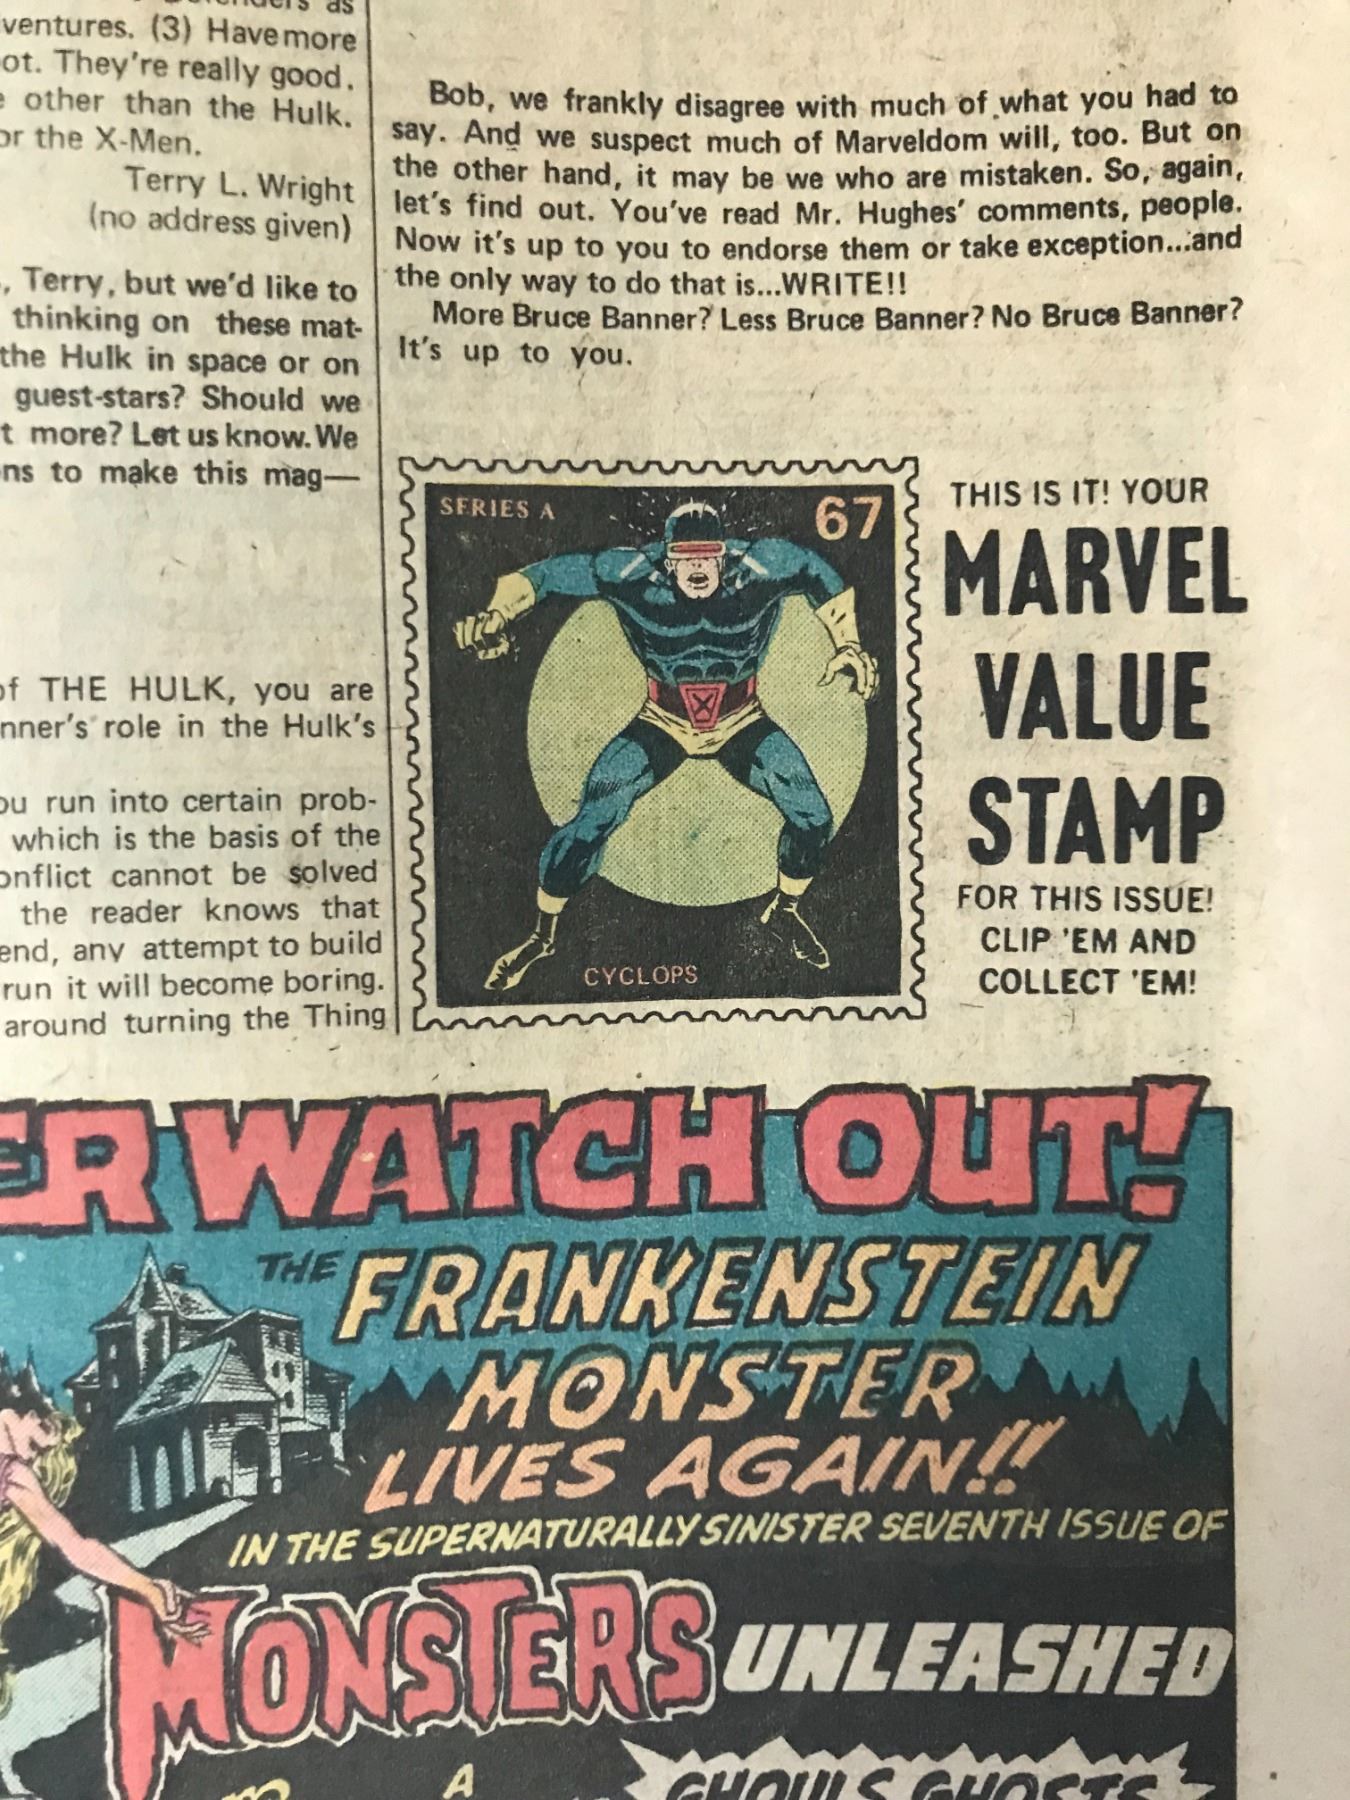 Defenders as
ventures. (3) Have more
ot. They're really good.
other than the Hulk.
or the X-Men.
Terry L. Wright
(no address given)
, Terry, but we'd like to
thinking on these mat-
the Hulk in space or on
guest-stars? Should we
t more? Let us know. We
ns to make this mag—
of THE HULK, you are
nner's role in the Hulk's
ou run into certain prob-
which is the basis of the
onflict cannot be solved
the reader knows that
end, any attempt to build
run it will become boring.
around turning the Thing
Bob, we frankly disagree with much of what you had to
say. And we suspect much of Marveldom will, too. But on
the other hand, it may be we who are mistaken. So, again,
let's find out. You've read Mr. Hughes' comments, people.
Now it's up to you to endorse them or take exception...and
the only way to do that is...WRITE!!
More Bruce Banner? Less Bruce Banner? No Bruce Banner?
It's up to you.
SERIES A 67
X
CYCLOPS
THIS IS IT! YOUR
MARVEL
VALUE
STAMP
FOR THIS ISSUE!
CLIP 'EM AND
COLLECT 'EM!
ER WATCH OUT!
THE FRANKENSTEIN
MONSTER
LIVES AGAIN!!
IN THE SUPERNATURALLY SINISTER SEVENTH ISSUE OF
MONSTERS UNLEASHED
A
GHOULS GHOSTS